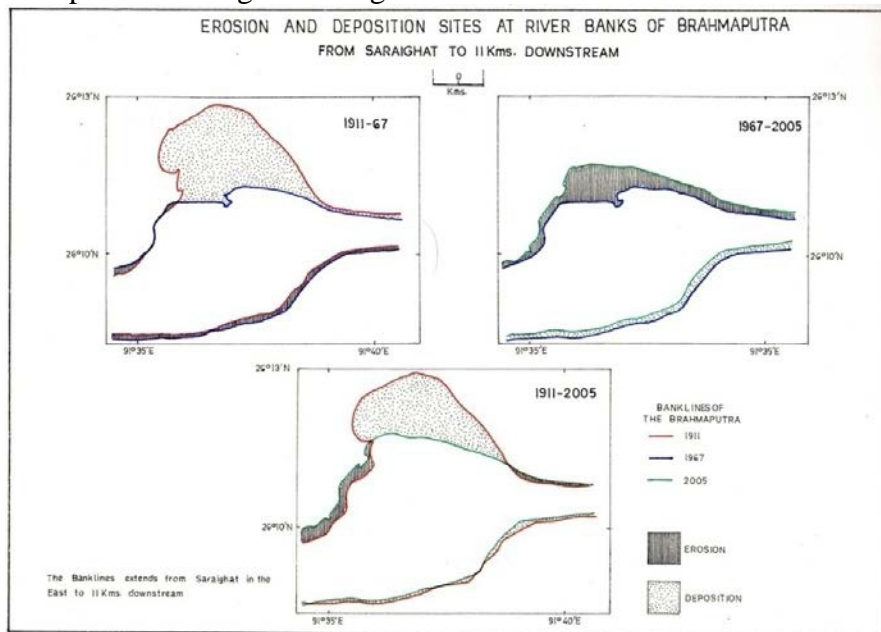 EROSION AND DEPOSITION SITES AT RIVER BANKS OF BRAHMAPUTRA
FROM SARAIGHAT TO 11 Kms. DOWNSTREAM
0
Kms.
26°13'N
1911-67
26°10'N
91°35'E
91°40'E
26°13'N
1967-2005
26°10'N
91°35'E
91°35'E
26°13'N
1911-2005
26°10'N
91°35'E
91°40'E
BANKLINES OF
THE BRAHMAPUTRA
1911
1967
2005
EROSION
DEPOSITION
The Banklines extends from Saraighat in the
East to 11 Kms. downstream